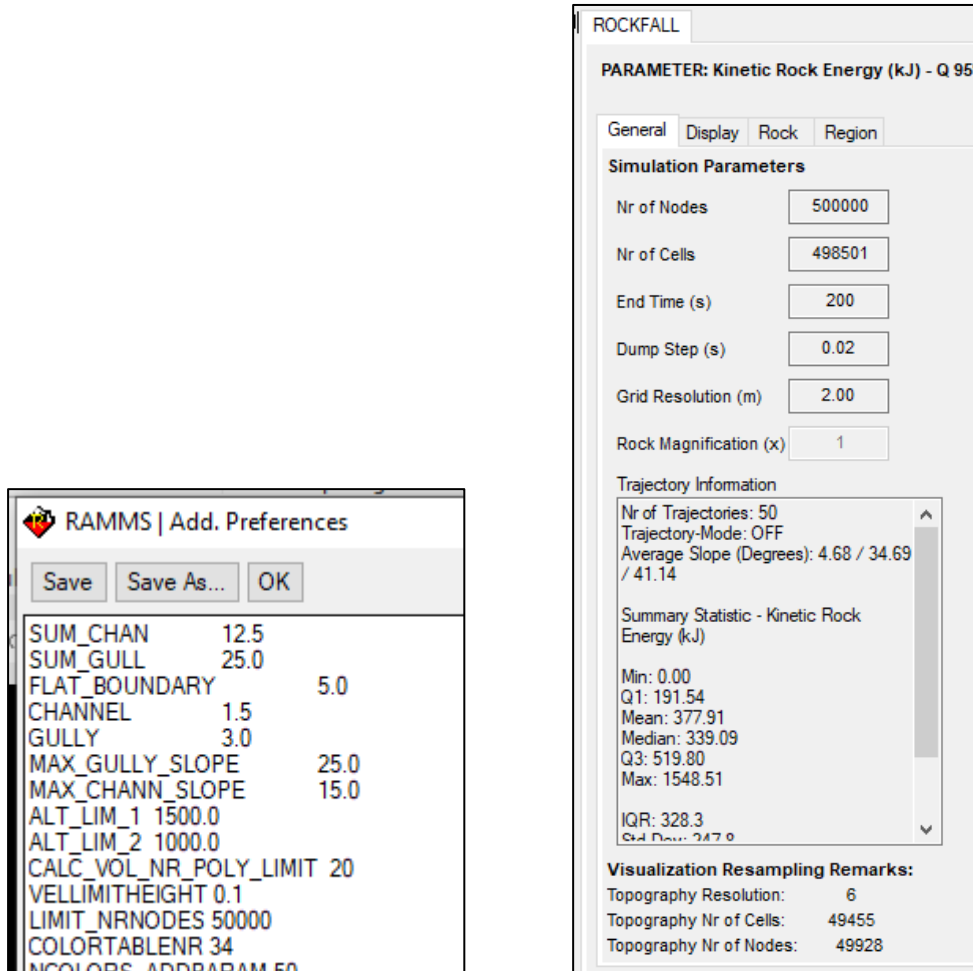 RAMMS | Add. Preferences
Save Save As... OK
SUM_CHAN 12.5
SUM_GULL 25.0
FLAT_BOUNDARY 5.0
CHANNEL 1.5
GULLY 3.0
MAX_GULLY_SLOPE 25.0
MAX_CHANN_SLOPE 15.0
ALT_LIM_1 1500.0
ALT_LIM_2 1000.0
CALC_VOL_NR_POLY_LIMIT 20
VELLIMITHEIGHT 0.1
LIMIT_NRNODES 50000
COLORTABLENR 34
NCOLORS_ADDPARAM 50
ROCKFALL
PARAMETER: Kinetic Rock Energy (kJ) - Q 95
General Display Rock Region
Simulation Parameters
Nr of Nodes 500000
Nr of Cells 498501
End Time (s) 200
Dump Step (s) 0.02
Grid Resolution (m) 2.00
Rock Magnification (x) 1
Trajectory Information
Nr of Trajectories: 50
Trajectory-Mode: OFF
Average Slope (Degrees): 4.68 / 34.69
/ 41.14
Summary Statistic - Kinetic Rock
Energy (kJ)
Min: 0.00
Q1: 191.54
Mean: 377.91
Median: 339.09
Q3: 519.80
Max: 1548.51
IQR: 328.3
Std Dev: 247.8
Visualization Resampling Remarks:
Topography Resolution: 6
Topography Nr of Cells: 49455
Topography Nr of Nodes: 49928